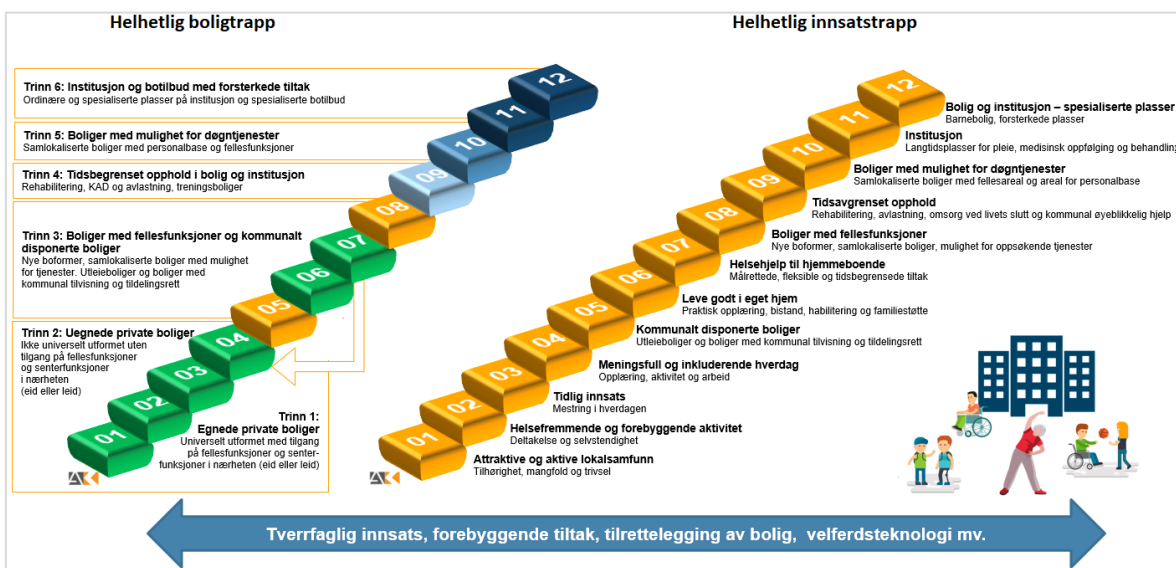 Helhetlig boligtrapp
Trinn 6: Institusjon og botilbud med forsterkede tiltak
Ordinære og spesialiserte plasser på institusjon og spesialiserte botilbud
Trinn 5: Boliger med mulighet for døgntjenester
Samlokaliserte boliger med personalbase og fellesfunksjoner
Trinn 4: Tidsbegrenset opphold i bolig og institusjon
Rehabilitering, KAD og avlastning, treningsboliger
Trinn 3: Boliger med fellesfunksjoner og kommunalt
disponerte boliger
Nye boformer, samlokaliserte boliger med mulighet
for tjenester. Utleieboliger og boliger med
kommunal tilvisning og tildelingsrett
Trinn 2: Uegnede private boliger
Ikke universelt utformet uten
tilgang på fellesfunksjoner
og senterfunksjoner
i nærheten
(eid eller leid)
Trinn 1:
Egnede private boliger
Universelt utformet med tilgang
på fellesfunksjoner og senter-
funksjoner i nærheten (eid eller leid)
12
11
10
09
08
07
06
05
04
03
02
01
Helhetlig innsatstrapp
12
Bolig og institusjon – spesialiserte plasser
Barnebolig, forsterkede plasser
11
Institusjon
Langtidsplasser for pleie, medisinsk oppfølging og behandling;
10
Boliger med mulighet for døgntjenester
Samlokaliserte boliger med fellesareal og areal for personalbase
09
Tidsavgrenset opphold
Rehabilitering, avlastning, omsorg ved livets slutt og kommunal øyeblikkelig hjelp
08
Boliger med fellesfunksjoner
Nye boformer, samlokaliserte boliger, mulighet for oppsøkende tjenester
07
Helsehjelp til hjemmeboende
Målrettede, fleksible og tidsbegrensede tiltak
06
Leve godt i eget hjem
Praktisk opplæring, bistand, habilitering og familiestøtte
05
Kommunalt disponerte boliger
Utleieboliger og boliger med kommunal tilvisning og tildelingsrett
04
Meningsfull og inkluderende hverdag
Opplæring, aktivitet og arbeid
03
Tidlig innsats
Mestring i hverdagen
02
Helsefremmende og forebyggende aktivitet
Deltakelse og selvstendighet
01
Attraktive og aktive lokalsamfunn
Tilhørighet, mangfold og trivsel
Tverrfaglig innsats, forebyggende tiltak, tilrettelegging av bolig, velferdsteknologi mv.